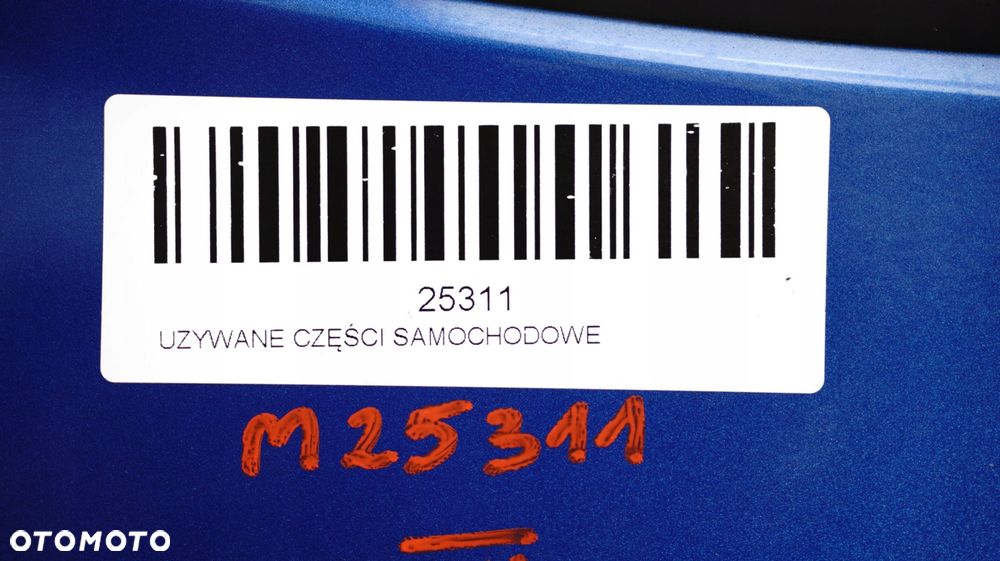 25311
UZYWANE CZĘŚCI SAMOCHODOWE
M25311
OTOMOTO